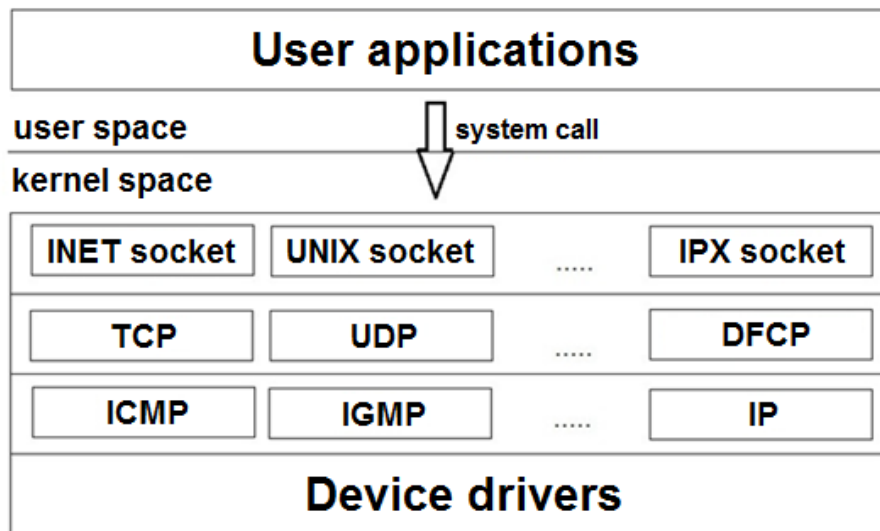 User applications
user space
system call
kernel space
INET socket UNIX socket ..... IPX socket
TCP UDP ..... DFCP
ICMP IGMP ..... IP
Device drivers